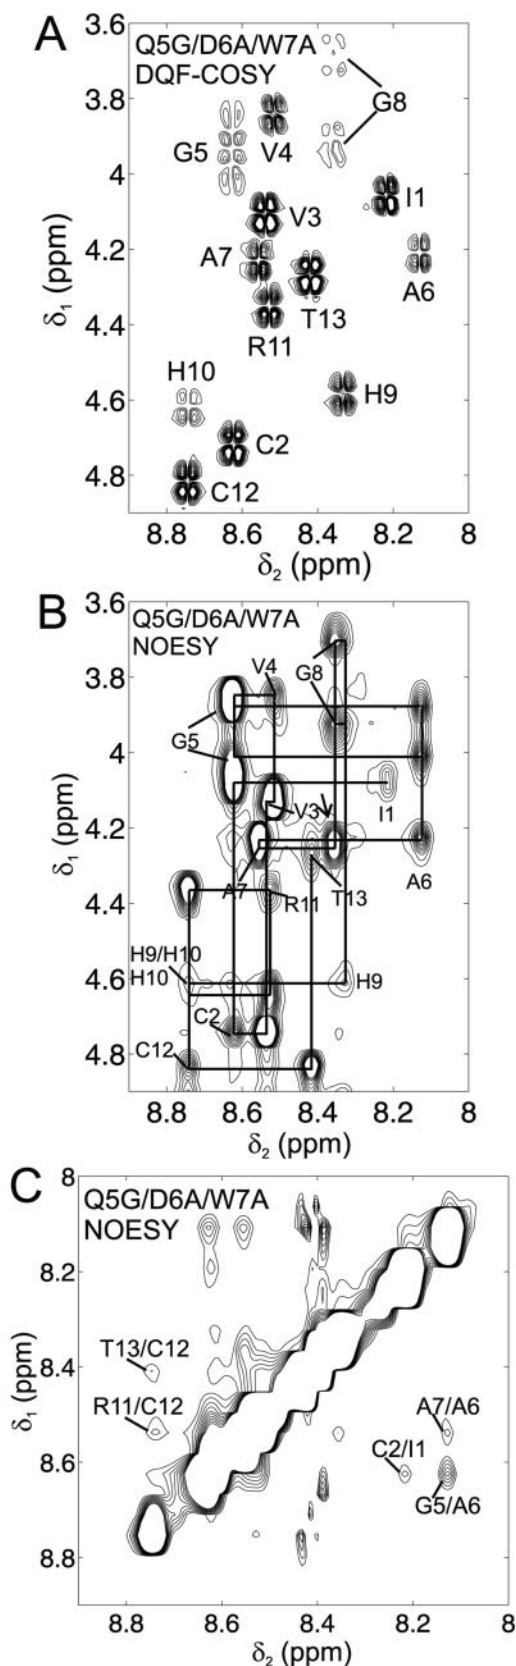 A
Q5G/D6A/W7A
DQF-COSY
G8
G5
V4
I1
V3
A7
A6
T13
R11
H10
H9
C2
C12
3.6
3.8
4
4.2
4.4
4.6
4.8
δ1 (ppm)
8.8 8.6 8.4 8.2
δ2 (ppm)
B
Q5G/D6A/W7A
NOESY
V4
G8
G5
I1
V3
A7
T13
A6
R11
H9/H10
H10
H9
C2
C12
3.6
3.8
4
4.2
4.4
4.6
4.8
δ1 (ppm)
8.8 8.6 8.4 8.2
δ2 (ppm)
C
Q5G/D6A/W7A
NOESY
T13/C12
R11/C12
A7/A6
C2/I1
G5/A6
8
8.2
8.4
8.6
8.8
δ1 (ppm)
8.8 8.6 8.4 8.2 8
δ2 (ppm)